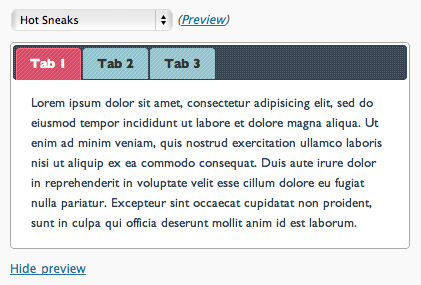 Hot Sneaks (Preview)
Tab 1 Tab 2 Tab 3
Lorem ipsum dolor sit amet, consectetur adipisicing elit, sed do
eiusmod tempor incididunt ut labore et dolore magna aliqua. Ut
enim ad minim veniam, quis nostrud exercitation ullamco laboris
nisi ut aliquip ex ea commodo consequat. Duis aute irure dolor
in reprehenderit in voluptate velit esse cillum dolore eu fugiat
nulla pariatur. Excepteur sint occaecat cupidatat non proident,
sunt in culpa qui officia deserunt mollit anim id est laborum.
Hide preview